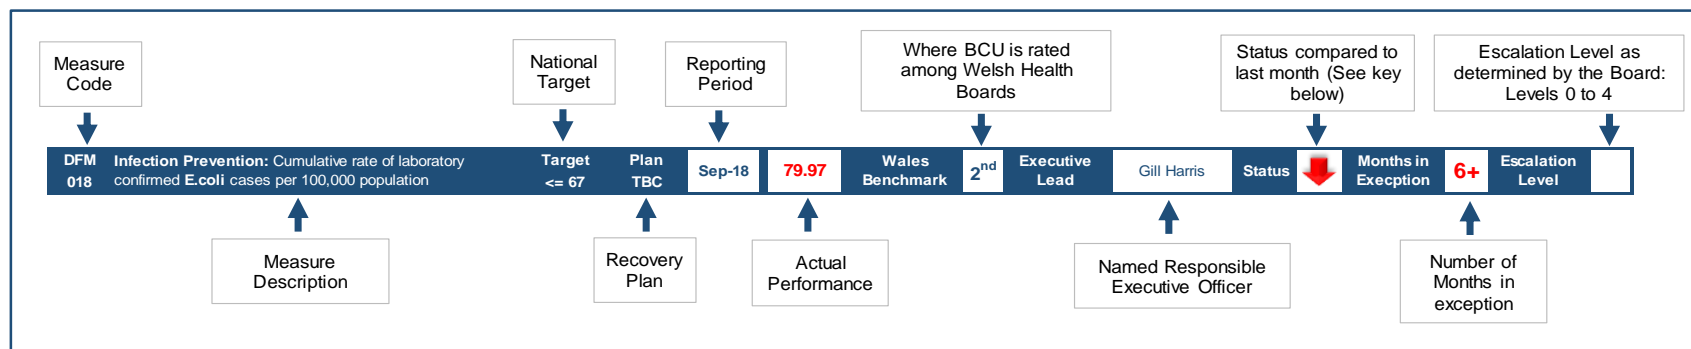 Measure
Code
National
Target
Reporting
Period
Where BCU is rated
among Welsh Health
Boards
Status compared to
last month (See key
below)
Escalation Level as
determined by the Board:
Levels 0 to 4
DFM
018
Infection Prevention: Cumulative rate of laboratory
confirmed E.coli cases per 100,000 population
Target
<= 67
Plan
TBC
Sep-18
79.97
Wales
Benchmark
2nd
Executive
Lead
Gill Harris
Status
Months in
Execption
6+
Escalation
Level
Measure
Description
Recovery
Plan
Actual
Performance
Named Responsible
Executive Officer
Number of
Months in
exception